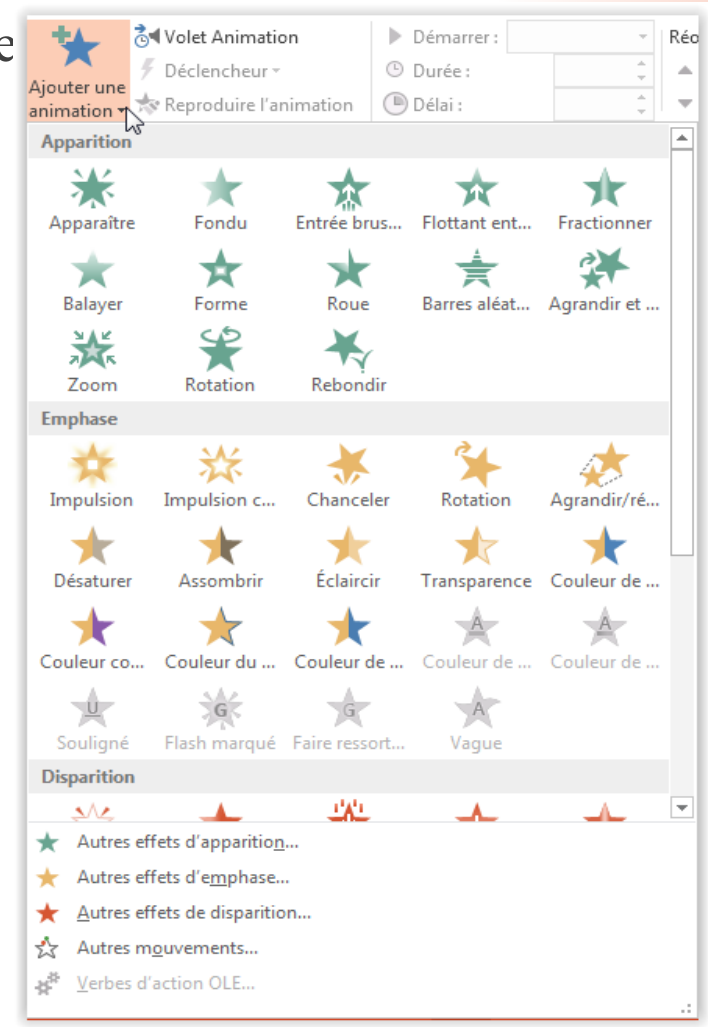 e
Ajouter une
animation
Volet Animation
Déclencheur
Reproduire l'animation
Démarrer :
Durée :
Délai :
Réo
Apparition
Apparaître Fondu Entrée brus... Flottant ent... Fractionner
Balayer Forme Roue Barres aléat... Agrandir et ...
Zoom Rotation Rebondir
Emphase
Impulsion Impulsion c... Chanceler Rotation Agrandir/ré...
Désaturer Assombrir Éclaircir Transparence Couleur de ...
Couleur co... Couleur du ... Couleur de ... Couleur de ... Couleur de ...
Souligné Flash marqué Faire ressort... Vague
Disparition
Autres effets d'apparition...
Autres effets d'emphase...
Autres effets de disparition...
Autres mouvements...
Verbes d'action OLE...